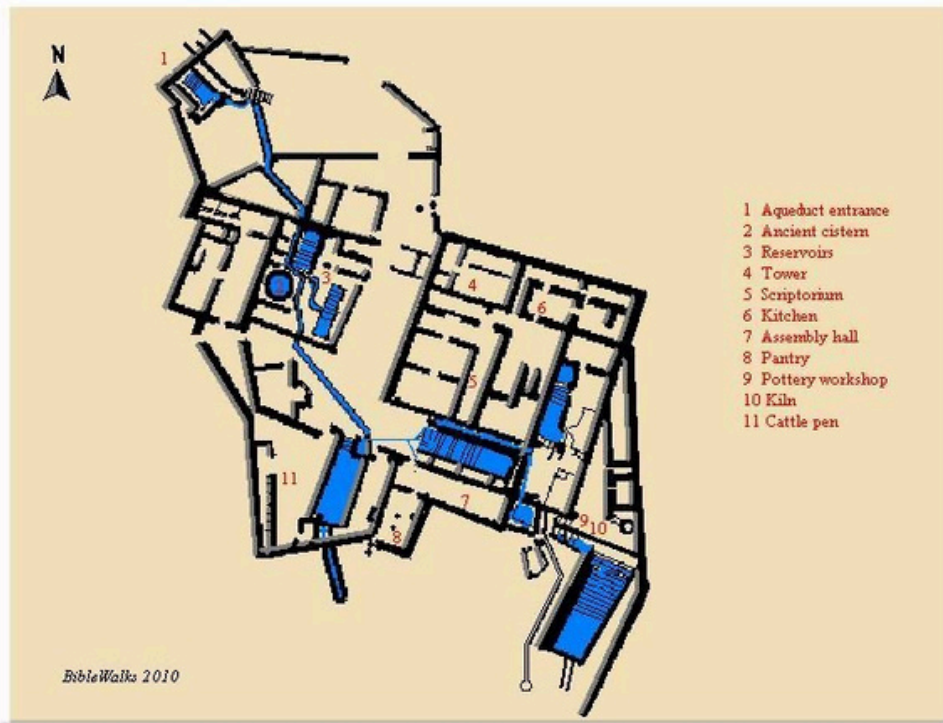 N
1
2
3
4
6
5
11
7
8
9
10
1 Aqueduct entrance
2 Ancient cistern
3 Reservoirs
4 Tower
5 Scriptorium
6 Kitchen
7 Assembly hall
8 Pantry
9 Pottery workshop
10 Kiln
11 Cattle pen
BibleWalks 2010